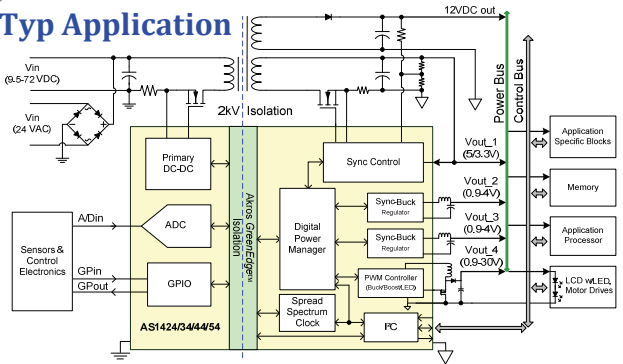 Typ Application
12VDC out
Vin
(9.5-72 VDC)
Vin
(24 VAC)
2kV Isolation
Power Bus
Control Bus
Primary
DC-DC
ADC
GPIO
AS1424/34/44/54
Akros GreenEdge™
Isolation
Sync Control
Digital
Power
Manager
Sync-Buck
Regulator
Sync-Buck
Regulator
PWM Controller
(Buck/Boost/LED)
Spread
Spectrum
Clock
I²C
Sensors &
Control
Electronics
A/Din
GPin
GPout
Vout_1
(5/3.3V)
Vout_2
(0.9-4V)
Vout_3
(0.9-4V)
Vout_4
(0.9-30V)
Application
Specific Blocks
Memory
Application
Processor
LCD w/LED,
Motor Drives